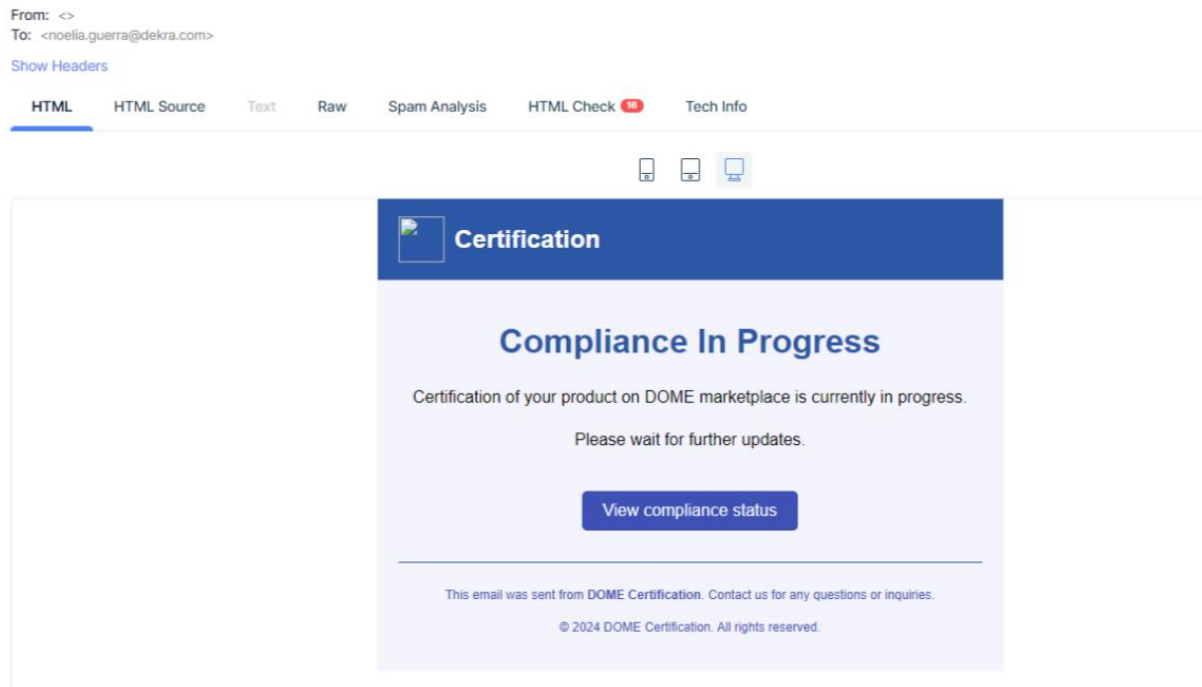 From: <>
To: <noelia.guerra@dekra.com>
Show Headers
HTML HTML Source Text Raw Spam Analysis HTML Check 16 Tech Info
Certification
Compliance In Progress
Certification of your product on DOME marketplace is currently in progress.
Please wait for further updates.
View compliance status
This email was sent from DOME Certification. Contact us for any questions or inquiries.
© 2024 DOME Certification. All rights reserved.